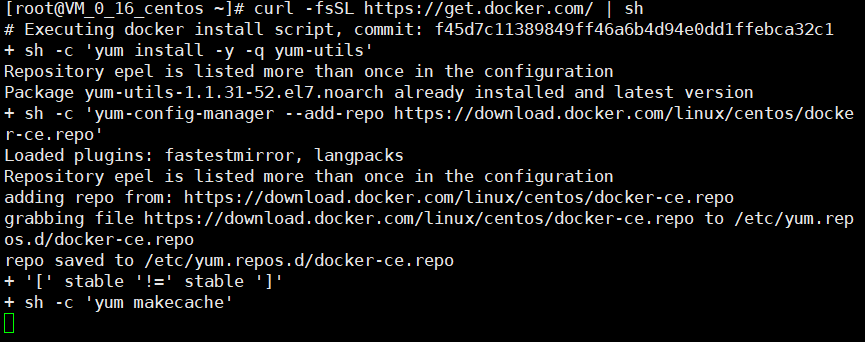 [root@VM_0_16_centos ~]# curl -fsSL https://get.docker.com/ | sh
# Executing docker install script, commit: f45d7c11389849ff46a6b4d94e0dd1ffebca32c1
+ sh -c 'yum install -y -q yum-utils'
Repository epel is listed more than once in the configuration
Package yum-utils-1.1.31-52.el7.noarch already installed and latest version
+ sh -c 'yum-config-manager --add-repo https://download.docker.com/linux/centos/docke
r-ce.repo'
Loaded plugins: fastestmirror, langpacks
Repository epel is listed more than once in the configuration
adding repo from: https://download.docker.com/linux/centos/docker-ce.repo
grabbing file https://download.docker.com/linux/centos/docker-ce.repo to /etc/yum.rep
os.d/docker-ce.repo
repo saved to /etc/yum.repos.d/docker-ce.repo
+ '[' stable '!=' stable ']'
+ sh -c 'yum makecache'